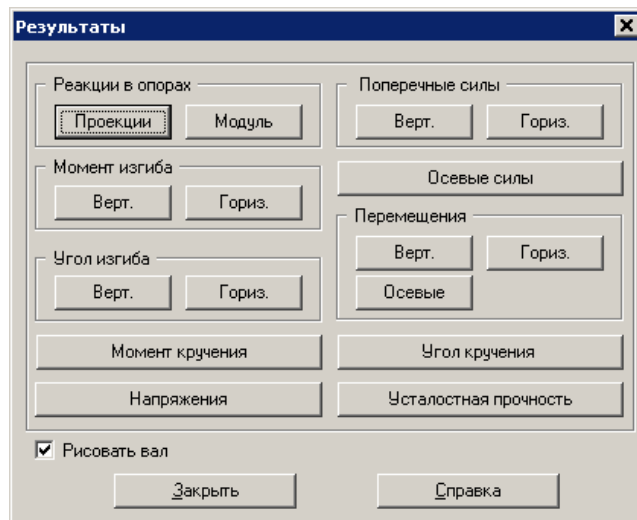 Результаты
Реакции в опорах
Проекции
Модуль
Поперечные силы
Верт.
Гориз.
Момент изгиба
Верт.
Гориз.
Осевые силы
Перемещения
Верт.
Гориз.
Осевые
Угол изгиба
Верт.
Гориз.
Момент кручения
Угол кручения
Напряжения
Усталостная прочность
Рисовать вал
Закрыть
Справка